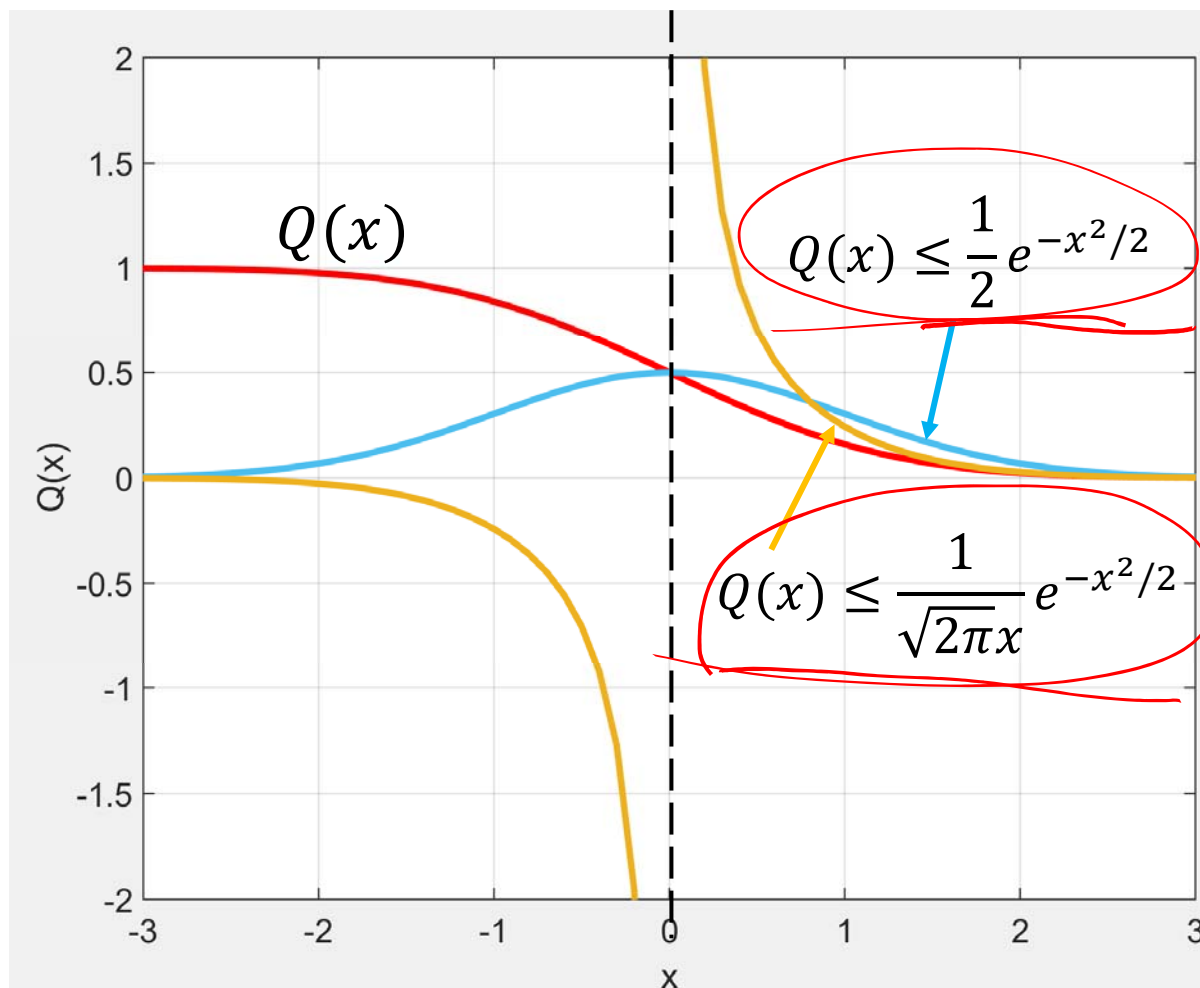 2
1.5
Q(x)
1
Q(x) ≤ 1/2 e^{-x²/2}
0.5
0
Q(x)
-0.5
Q(x) ≤ 1/(√(2π)x) e^{-x²/2}
-1
-1.5
-2
-3 -2 -1 0 1 2 3
x